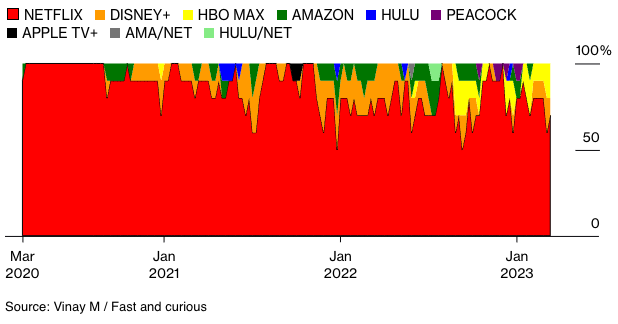 NETFLIX DISNEY+ HBO MAX AMAZON HULU PEACOCK
APPLE TV+ AMA/NET HULU/NET
100%
50
0
Mar 2020 Jan 2021 Jan 2022 Jan 2023
Source: Vinay M / Fast and curious